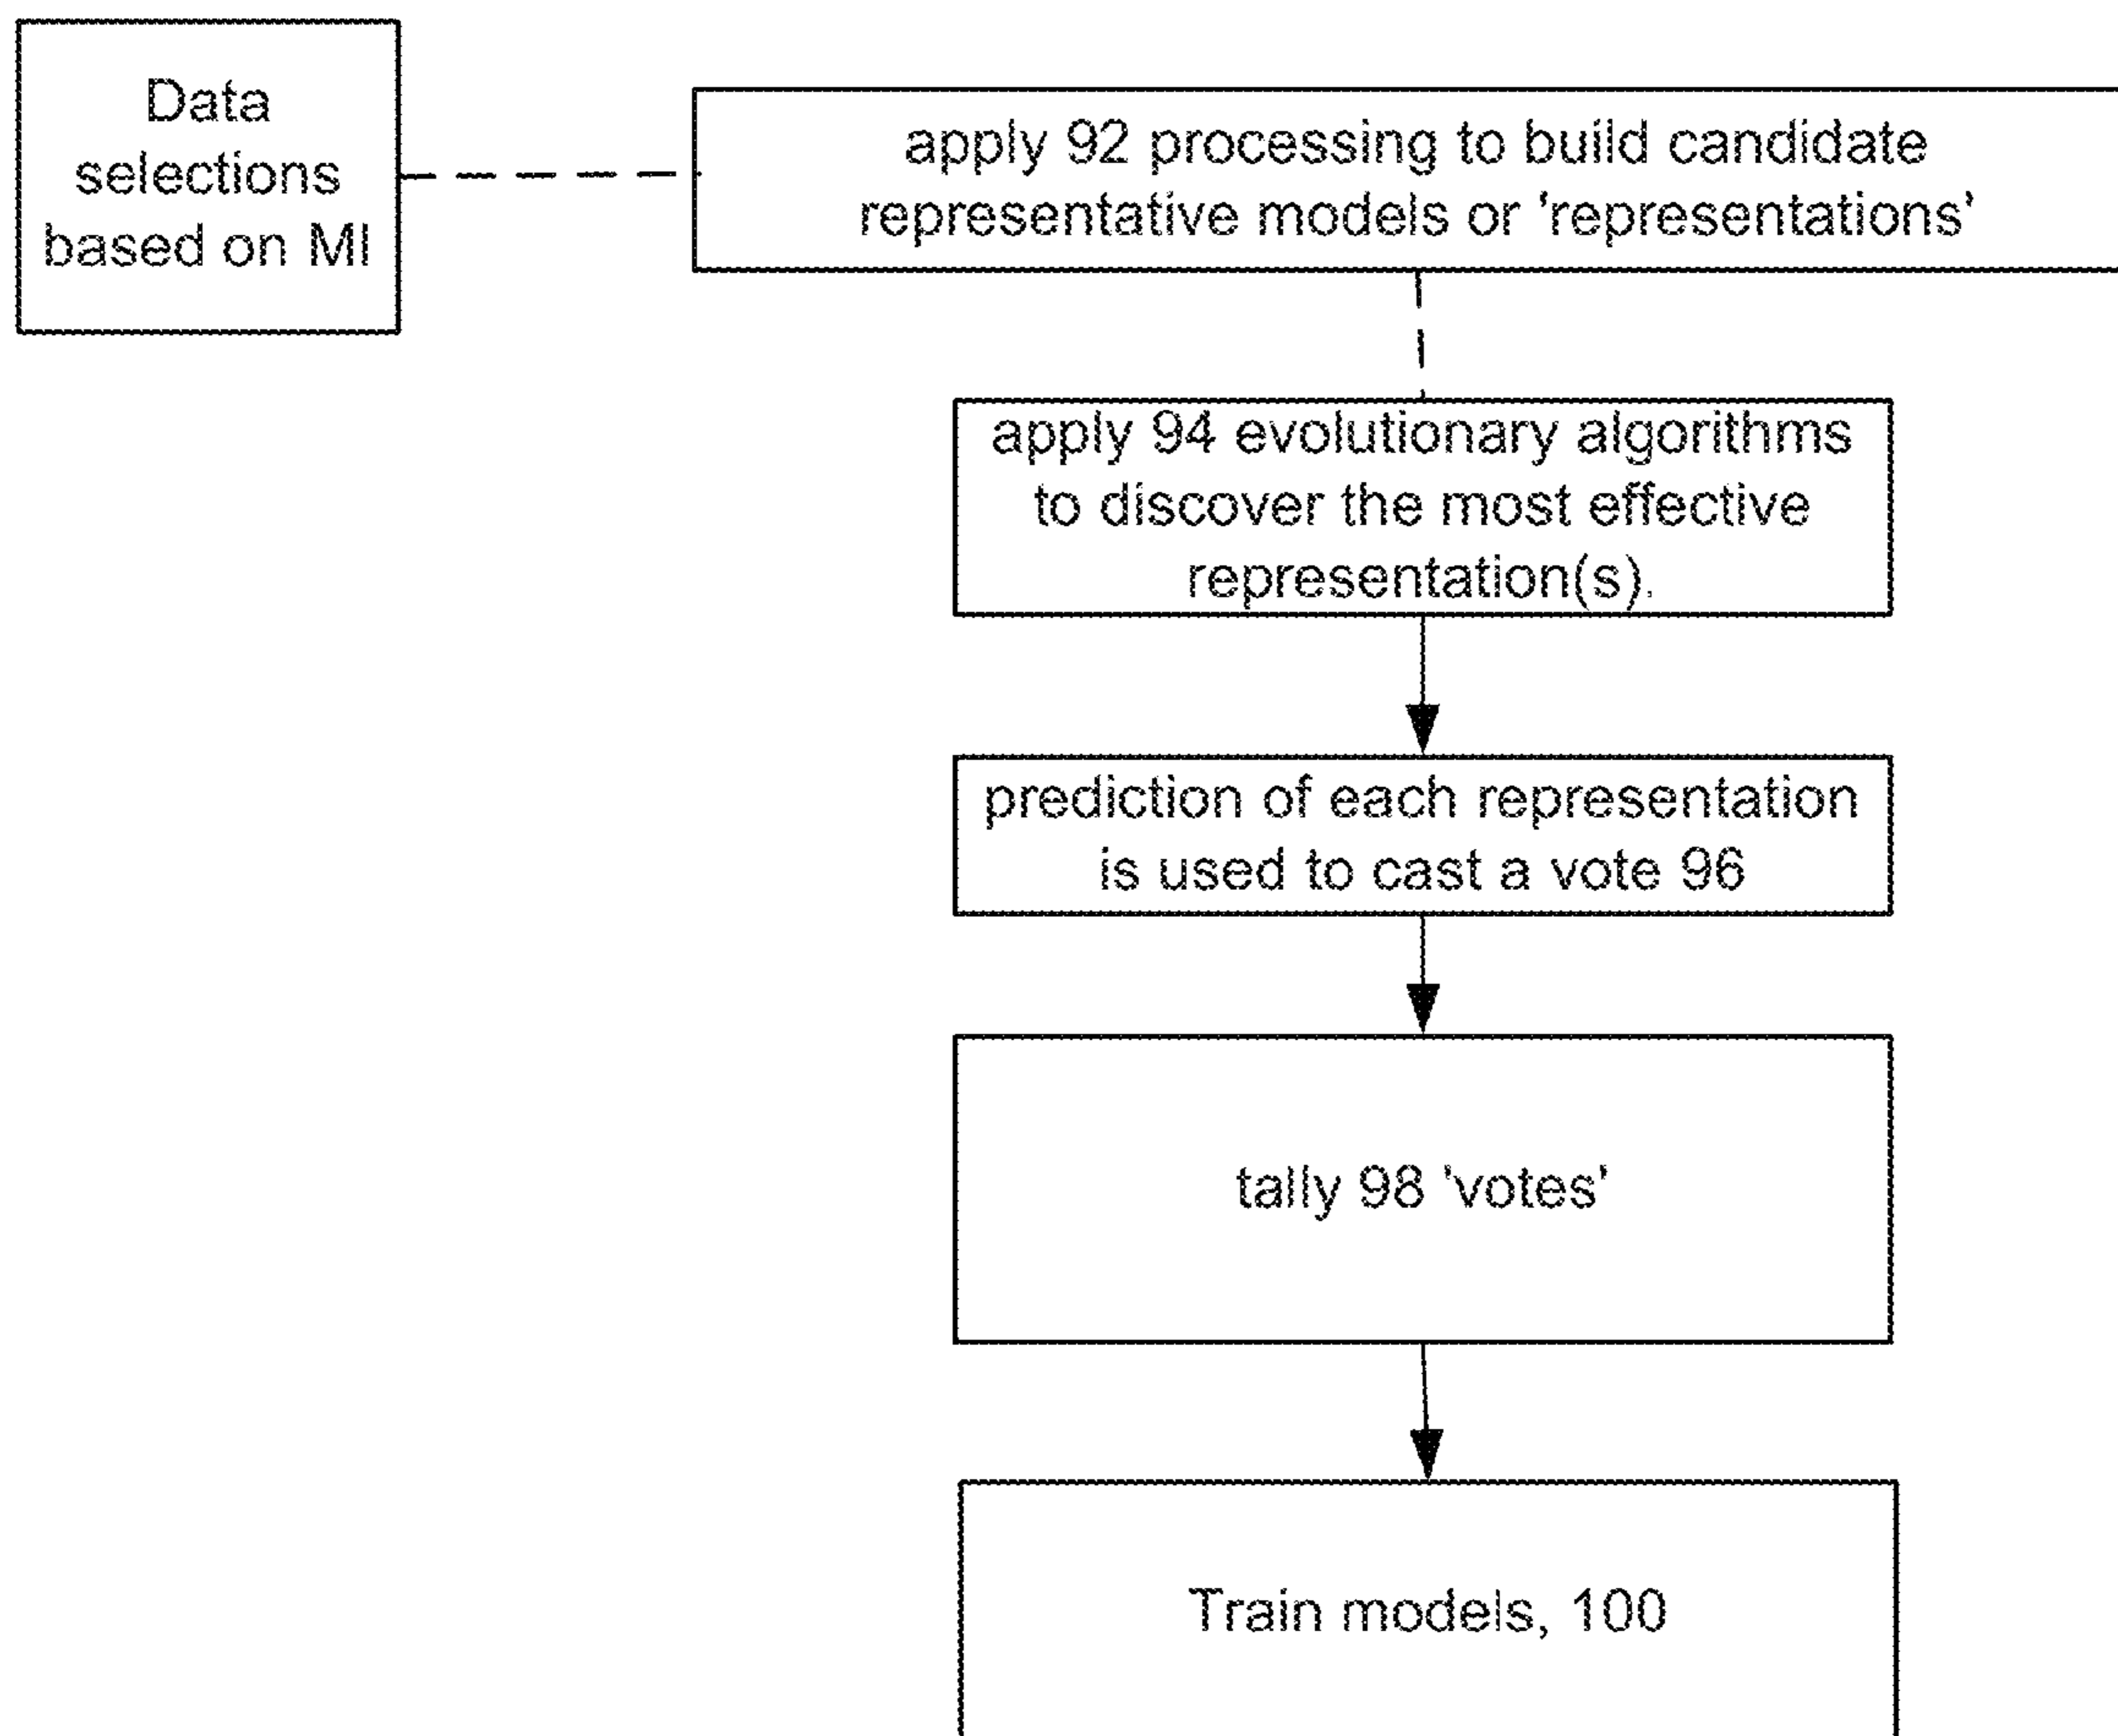 Data
selections
based on MI
apply 92 processing to build candidate
representative models or 'representations'
apply 94 evolutionary algorithms
to discover the most effective
representation(s).
prediction of each representation
is used to cast a vote 96
tally 98 'votes'
Train models, 100